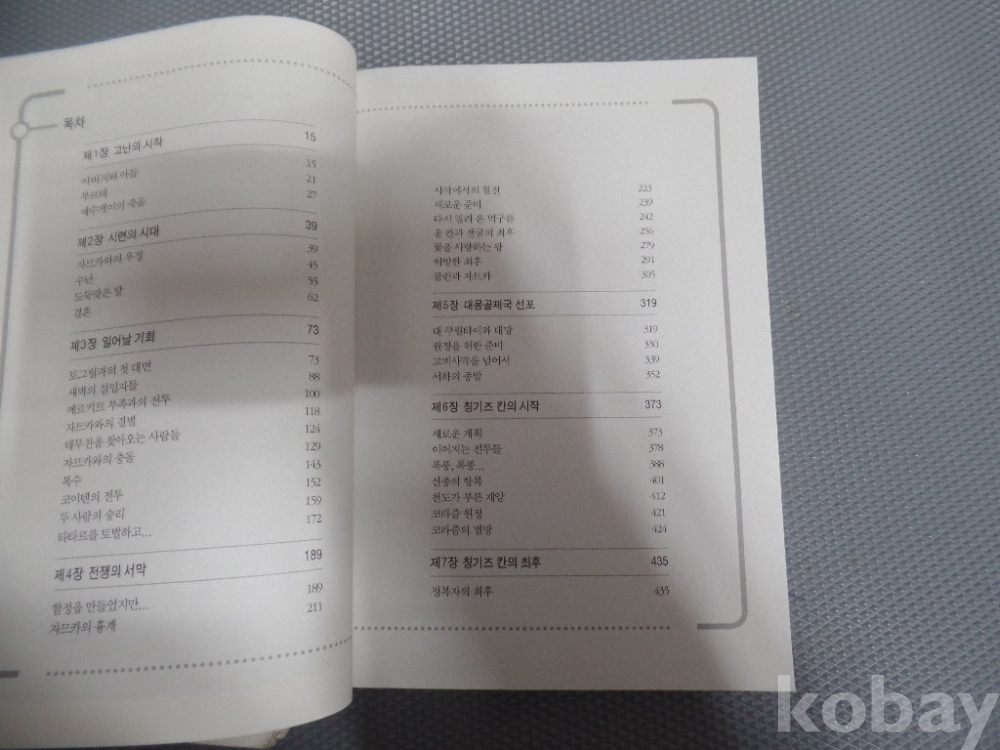 목차
제1장 고난의 시작 15
아버지와 아들 15
부르테 21
예수게이의 죽음 27
제2장 시련의 시대 39
자므카와의 우정 39
수난 45
도둑맞은 말 55
결혼 62
제3장 일어날 기회 73
토그릴과의 첫 대면 73
새벽의 침입자들 88
메르키트 부족과의 전투 100
자므카와의 결별 118
테무친을 찾아오는 사람들 124
자므카와의 충돌 129
복수 143
코이텐의 전투 152
두 사람의 승리 159
타타르를 토벌하고... 172
제4장 전쟁의 서막 189
함정을 만들었지만... 189
자므카의 흉계 211
사막에서의 혈전 223
새로운 준비 239
다시 밀려 온 먹구름 242
옹 칸과 셍굼의 최후 256
꽃을 사양하는 왕 279
허망한 최후 291
쿨란과 자므카 305
제5장 대몽골제국 선포 319
대 쿠릴타이와 대망 319
원정을 위한 준비 330
고비사막을 넘어서 339
서하의 종말 352
제6장 칭기즈 칸의 시작 373
새로운 계획 373
이어지는 전투들 378
폭풍, 폭풍... 388
선종의 항복 401
천도가 부른 재앙 412
코라즘 원정 421
코라즘의 멸망 424
제7장 칭기즈 칸의 최후 435
정복자의 최후 435
kobay